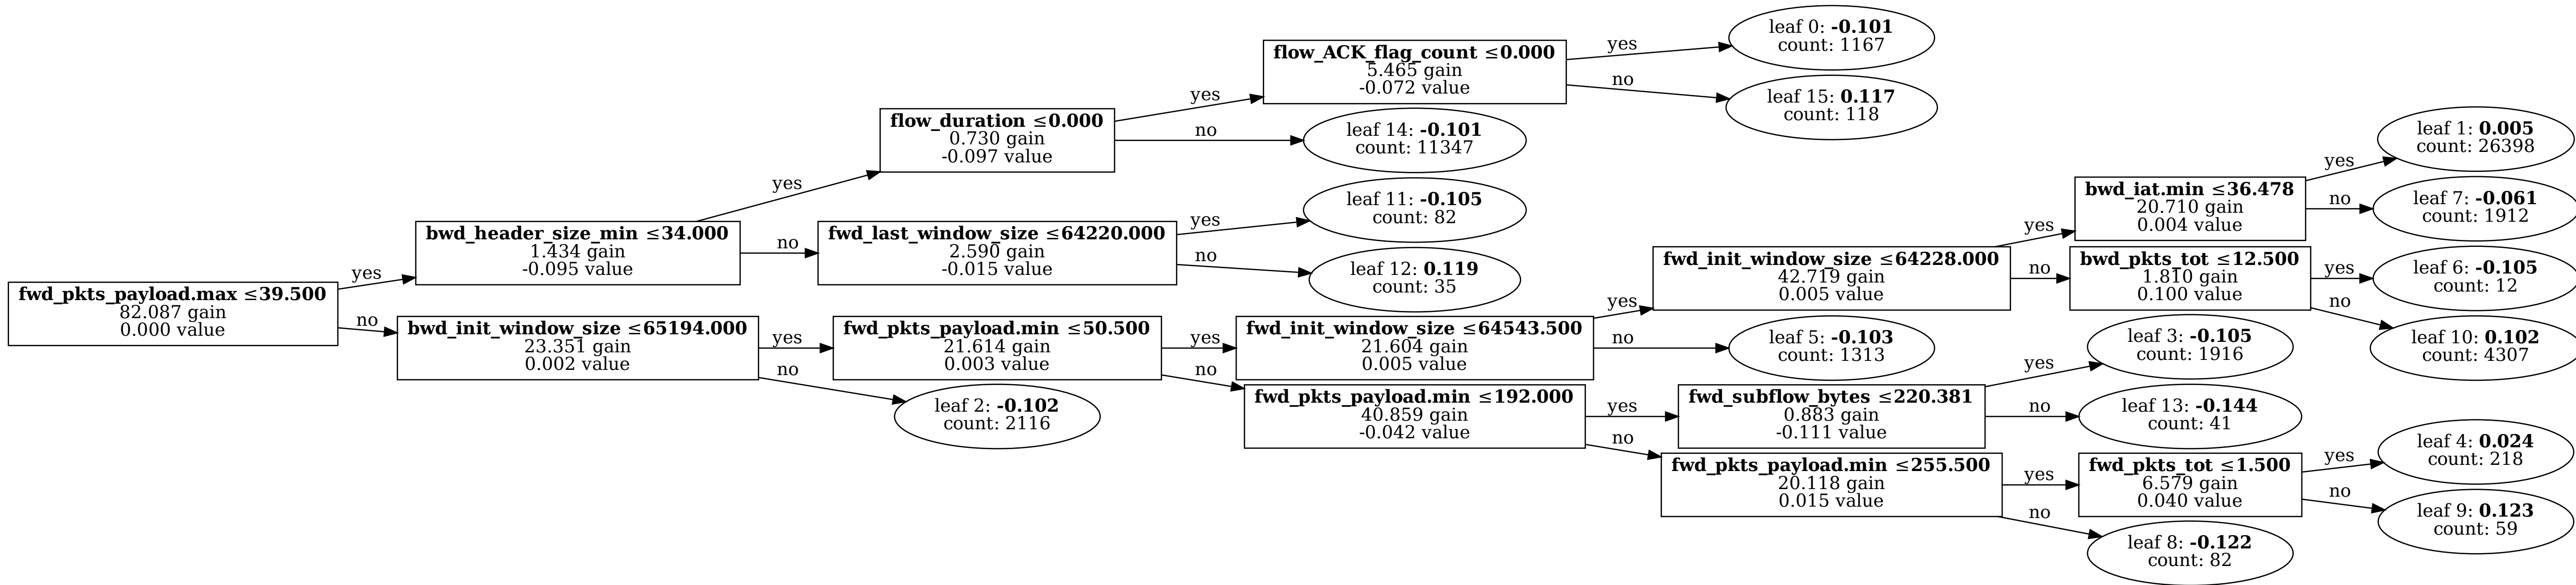 fwd_pkts_payload.max ≤39.500
82.087 gain
0.000 value
yes
no
bwd_header_size_min ≤34.000
1.434 gain
-0.095 value
yes
no
bwd_init_window_size ≤65194.000
23.351 gain
0.002 value
yes
no
flow_duration ≤0.000
0.730 gain
-0.097 value
yes
no
fwd_last_window_size ≤64220.000
2.590 gain
-0.015 value
yes
no
fwd_pkts_payload.min ≤50.500
21.614 gain
0.003 value
yes
no
leaf 2: -0.102
count: 2116
flow_ACK_flag_count ≤0.000
5.465 gain
-0.072 value
yes
no
leaf 14: -0.101
count: 11347
leaf 11: -0.105
count: 82
leaf 12: 0.119
count: 35
fwd_init_window_size ≤64543.500
21.604 gain
0.005 value
yes
no
fwd_pkts_payload.min ≤192.000
40.859 gain
-0.042 value
yes
no
leaf 0: -0.101
count: 1167
leaf 15: 0.117
count: 118
fwd_init_window_size ≤64228.000
42.719 gain
0.005 value
yes
no
leaf 5: -0.103
count: 1313
fwd_subflow_bytes ≤220.381
0.883 gain
-0.111 value
yes
no
fwd_pkts_payload.min ≤255.500
20.118 gain
0.015 value
yes
no
bwd_iat.min ≤36.478
20.710 gain
0.004 value
yes
no
bwd_pkts_tot ≤12.500
1.810 gain
0.100 value
yes
no
leaf 3: -0.105
count: 1916
leaf 13: -0.144
count: 41
fwd_pkts_tot ≤1.500
6.579 gain
0.040 value
yes
no
leaf 8: -0.122
count: 82
leaf 1: 0.005
count: 26398
leaf 7: -0.061
count: 1912
leaf 6: -0.105
count: 12
leaf 10: 0.102
count: 4307
leaf 4: 0.024
count: 218
leaf 9: 0.123
count: 59